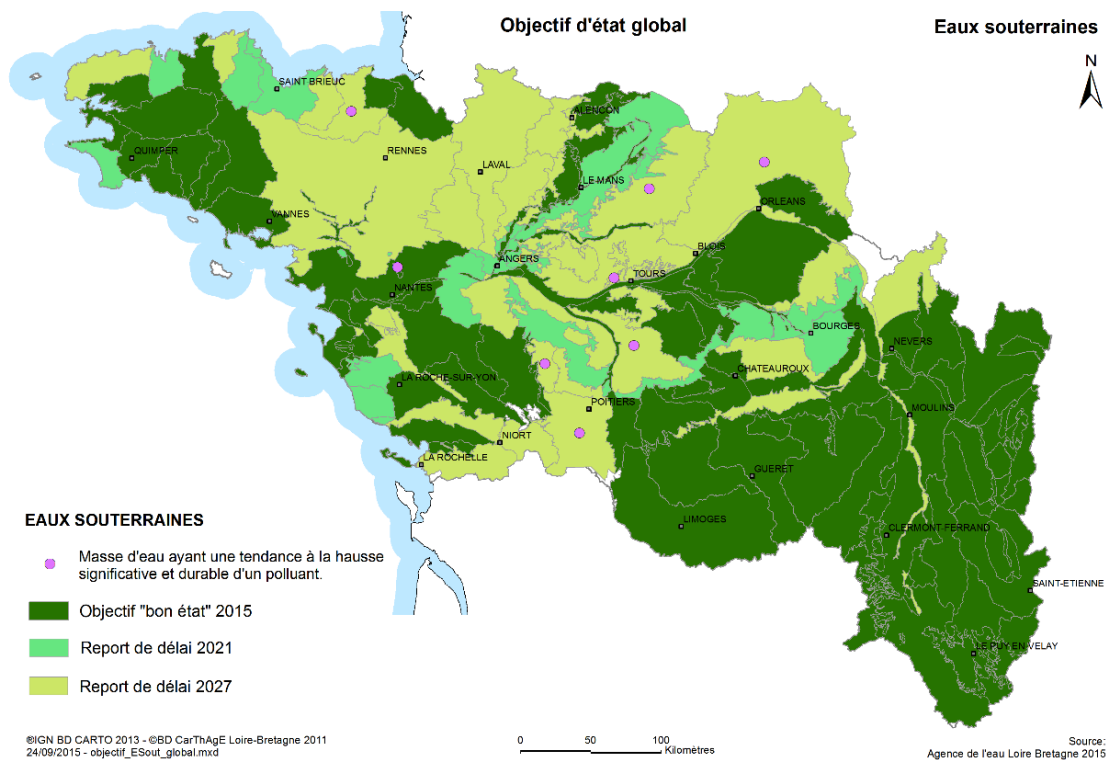 Objectif d'état global
Eaux souterraines
N
SAINT BRIEUC
ALENCON
QUIMPER
RENNES
LAVAL
LE MANS
ORLEANS
VANNES
BLOIS
ANGERS
TOURS
NANTES
BOURGES
NEVERS
CHATEAUROUX
LA ROCHE-SUR-YON
POITIERS
MOULINS
NIORT
LA ROCHELLE
GUERET
LIMOGES
CLERMONT-FERRAND
SAINT-ETIENNE
LE PUY EN-VELAY
EAUX SOUTERRAINES
Masse d'eau ayant une tendance à la hausse
significative et durable d'un polluant.
Objectif "bon état" 2015
Report de délai 2021
Report de délai 2027
®IGN BD CARTO 2013 - ©BD CarThAgE Loire-Bretagne 2011
24/09/2015 - objectif_ESout_global.mxd
0 50 100
Kilomètres
Source:
Agence de l'eau Loire Bretagne 2015